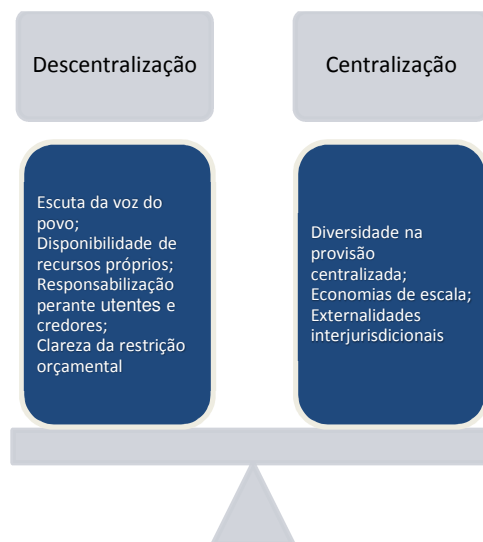 Descentralização
Centralização
Escuta da voz do
povo;
Disponibilidade de
recursos próprios;
Responsabilização
perante utentes e
credores;
Clareza da restrição
orçamental
Diversidade na
provisão
centralizada;
Economias de escala;
Externalidades
interjurisdicionais